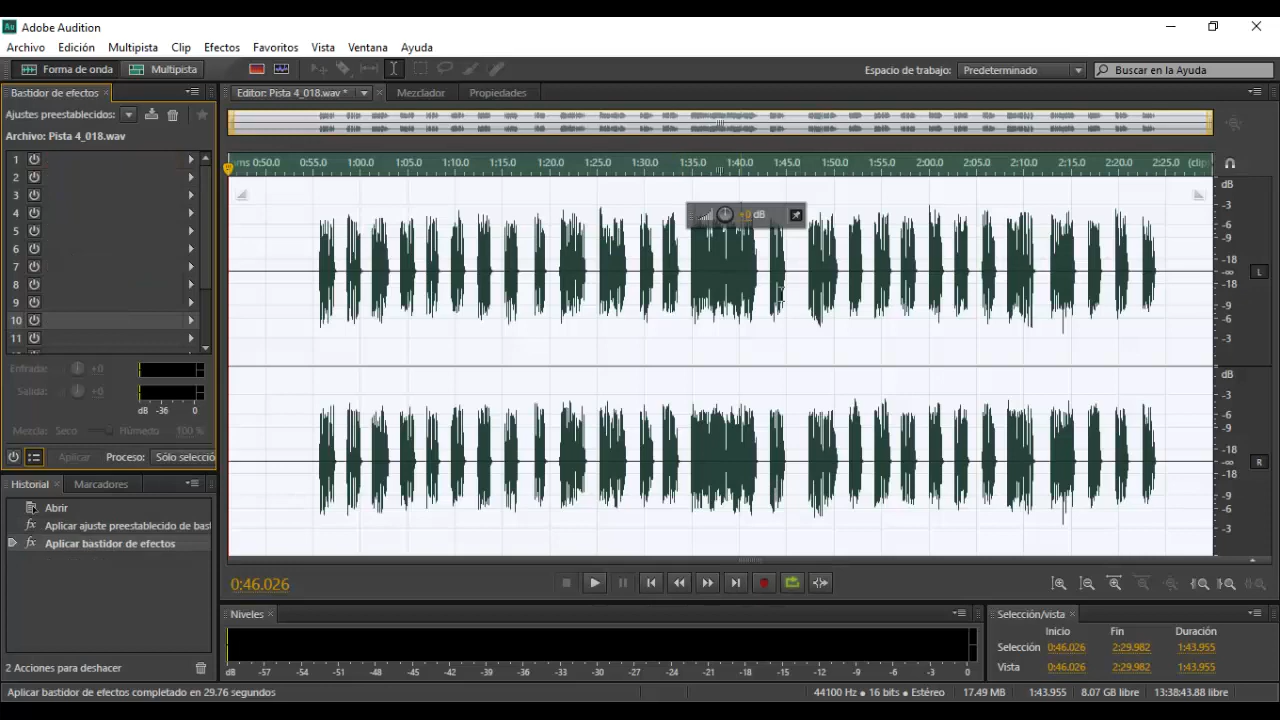 Au Adobe Audition
Archivo Edición Multipista Clip Efectos Favoritos Vista Ventana Ayuda
Forma de onda Multipista Espacio de trabajo: Predeterminado Buscar en la Ayuda
Bastidor de efectos Editor: Pista 4_018.wav * Mezclador Propiedades
Ajustes preestablecidos:
Archivo: Pista 4_018.wav
0:50.0 0:55.0 1:00.0 1:05.0 1:10.0 1:15.0 1:20.0 1:25.0 1:30.0 1:35.0 1:40.0 1:45.0 1:50.0 1:55.0 2:00.0 2:05.0 2:10.0 2:15.0 2:20.0 2:25.0 (clip
1
2
3
4
5
6
7
8
9
10
11
+0 dB
dB
-3
-6
-9
-18
-∞
-18
-9
-6
-3
L
dB
-3
-6
-9
-18
-∞
-18
-9
-6
-3
R
Entrada: +0
Salida: +0
dB -36 0
Mezcla: Seco Húmedo 100 %
Aplicar Proceso: Sólo selecció
Historial Marcadores
Abrir
Aplicar ajuste preestablecido de bast
Aplicar bastidor de efectos
2 Acciones para deshacer
0:46.026
Niveles
dB -57 -54 -51 -48 -45 -42 -39 -36 -33 -30 -27 -24 -21 -18 -15 -12 -9 -6 -3 0
Selección/vista
Inicio Fin Duración
Selección 0:46.026 2:29.982 1:43.955
Vista 0:46.026 2:29.982 1:43.955
Aplicar bastidor de efectos completado en 29.76 segundos 44100 Hz • 16 bits • Estéreo 17.49 MB 1:43.955 8.07 GB libre 13:38:43.88 libre